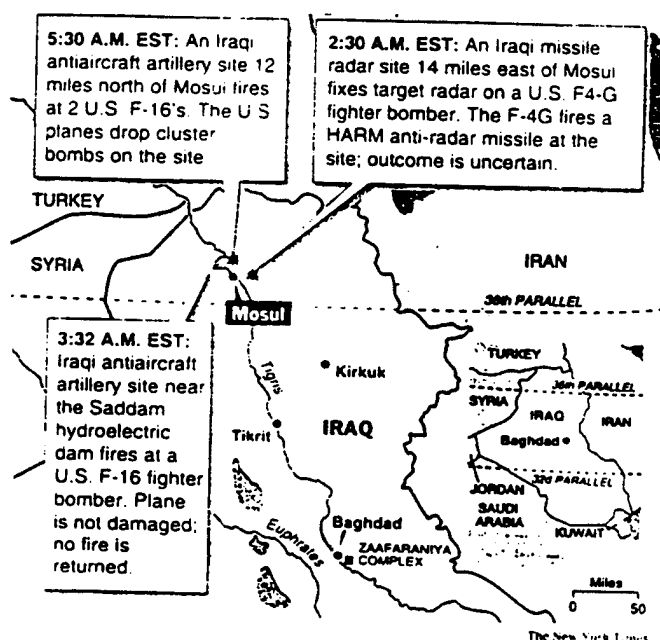 5:30 A.M. EST: An Iraqi
antiaircraft artillery site 12
miles north of Mosul fires
at 2 U.S. F-16's. The U S
planes drop cluster
bombs on the site
2:30 A.M. EST: An Iraqi missile
radar site 14 miles east of Mosul
fixes target radar on a U.S. F4-G
fighter bomber. The F-4G fires a
HARM anti-radar missile at the
site; outcome is uncertain.
TURKEY
SYRIA
IRAN
36th PARALLEL
Mosul
3:32 A.M. EST:
Iraqi antiaircraft
artillery site near
the Saddam
hydroelectric
dam fires at a
U.S. F-16 fighter
bomber. Plane
is not damaged;
no fire is
returned.
Tigris
Kirkuk
Tikrit
IRAQ
Euphrates
Baghdad
ZAAFARANIYA
COMPLEX
TURKEY
36th PARALLEL
SYRIA
IRAQ
IRAN
Baghdad
32d PARALLEL
JORDAN
SAUDI
ARABIA
KUWAIT
Miles
0 50
The New York Times